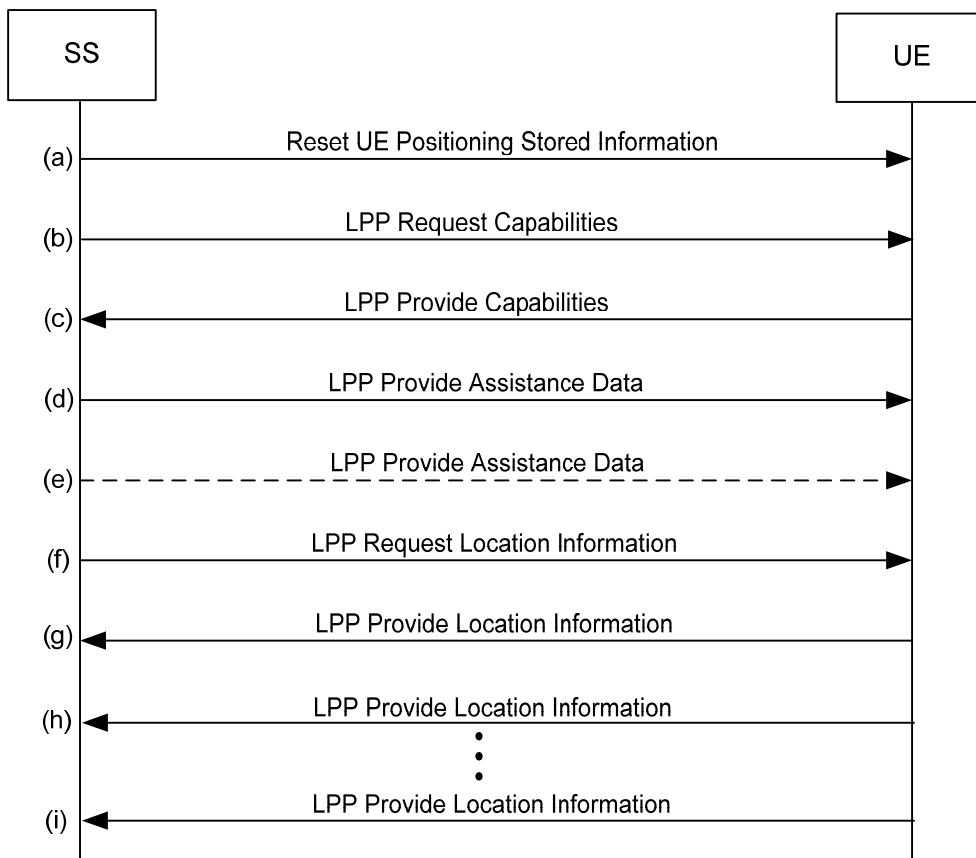 SS
UE
(a) Reset UE Positioning Stored Information
(b) LPP Request Capabilities
(c) LPP Provide Capabilities
(d) LPP Provide Assistance Data
(e) LPP Provide Assistance Data
(f) LPP Request Location Information
(g) LPP Provide Location Information
(h) LPP Provide Location Information
(i) LPP Provide Location Information